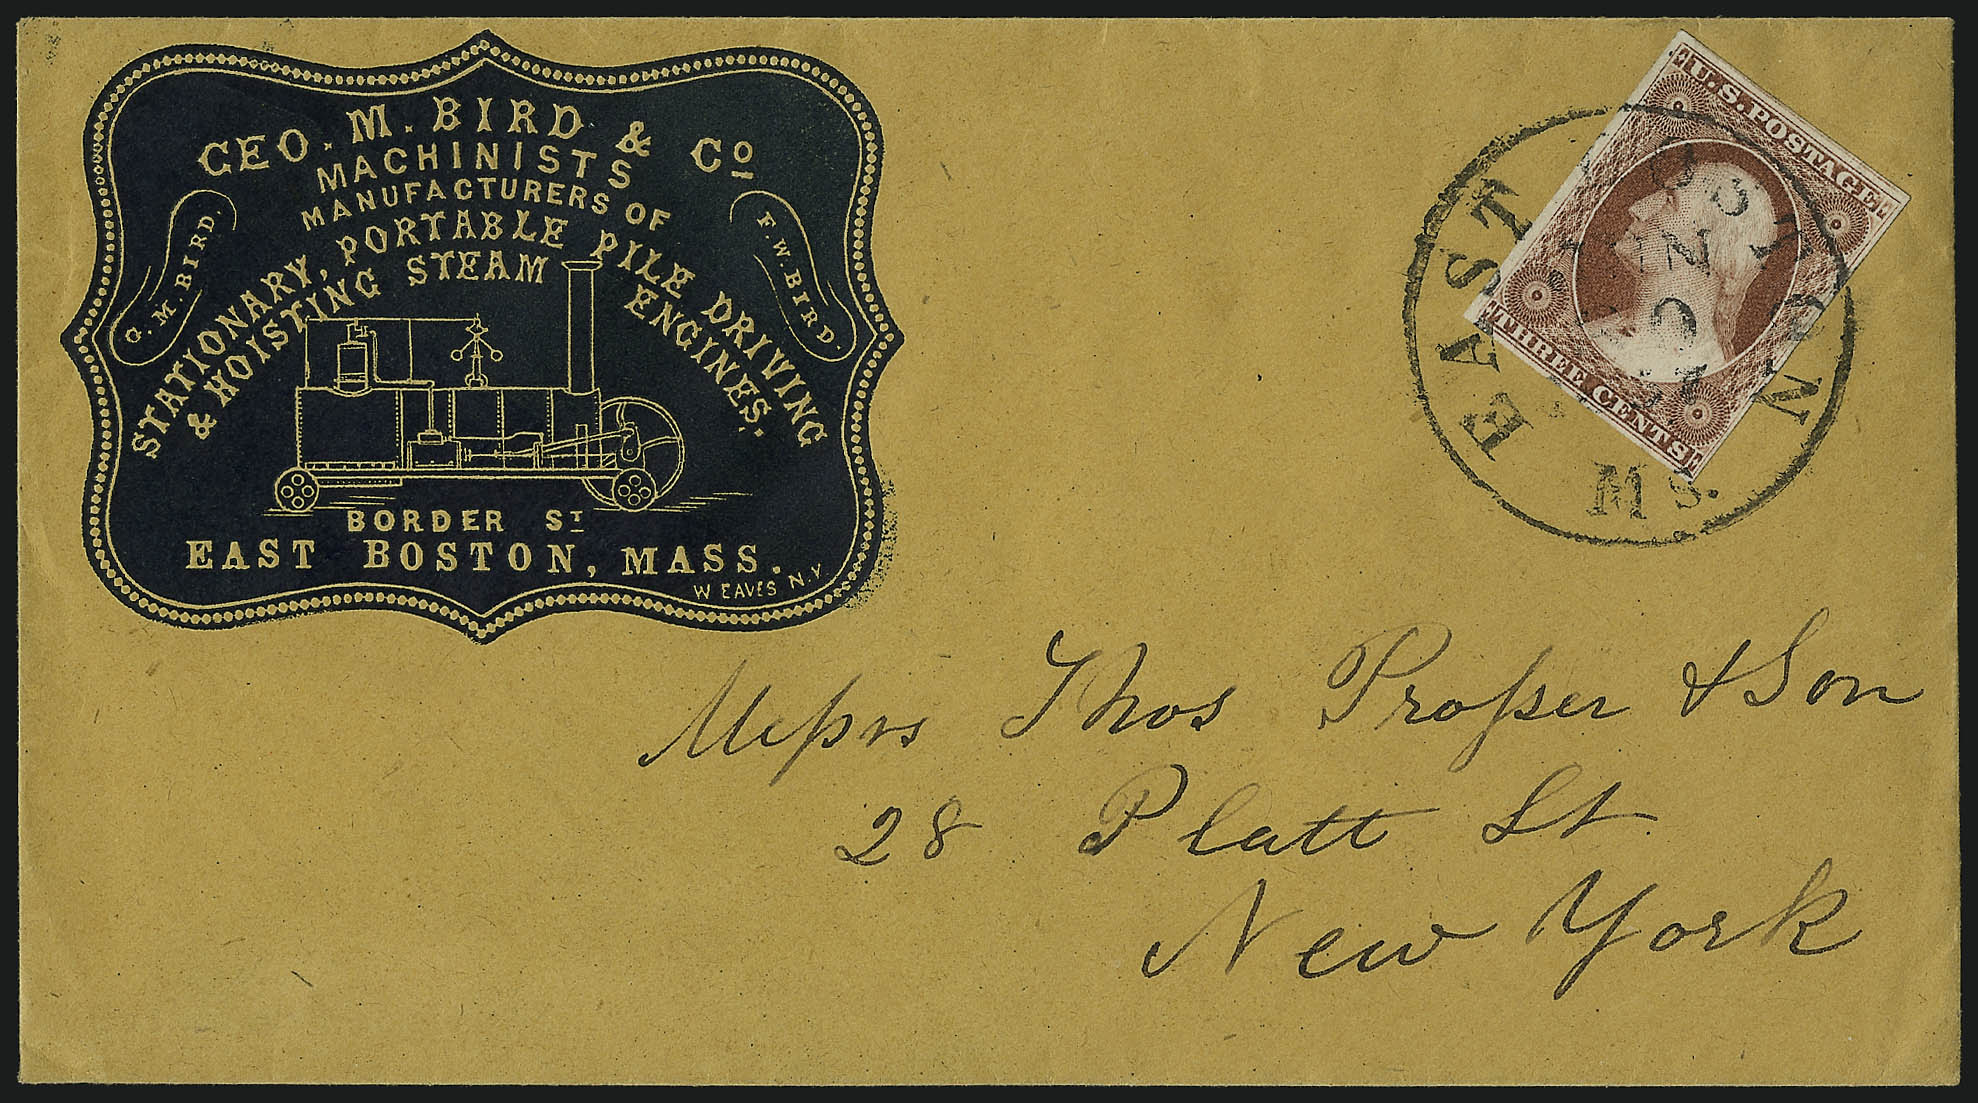 GEO. M. BIRD & Cº
MACHINISTS
MANUFACTURERS OF
STATIONARY, PORTABLE PILE DRIVING
& HOISTING STEAM ENGINES.
G. M. BIRD.
F. W. BIRD.
BORDER ST
EAST BOSTON, MASS.
W EAVES N.Y.
U.S. POSTAGE
THREE CENTS
EAST BOSTON
Ms.
Messrs Thos Prosser & Son
28 Platt St
New York